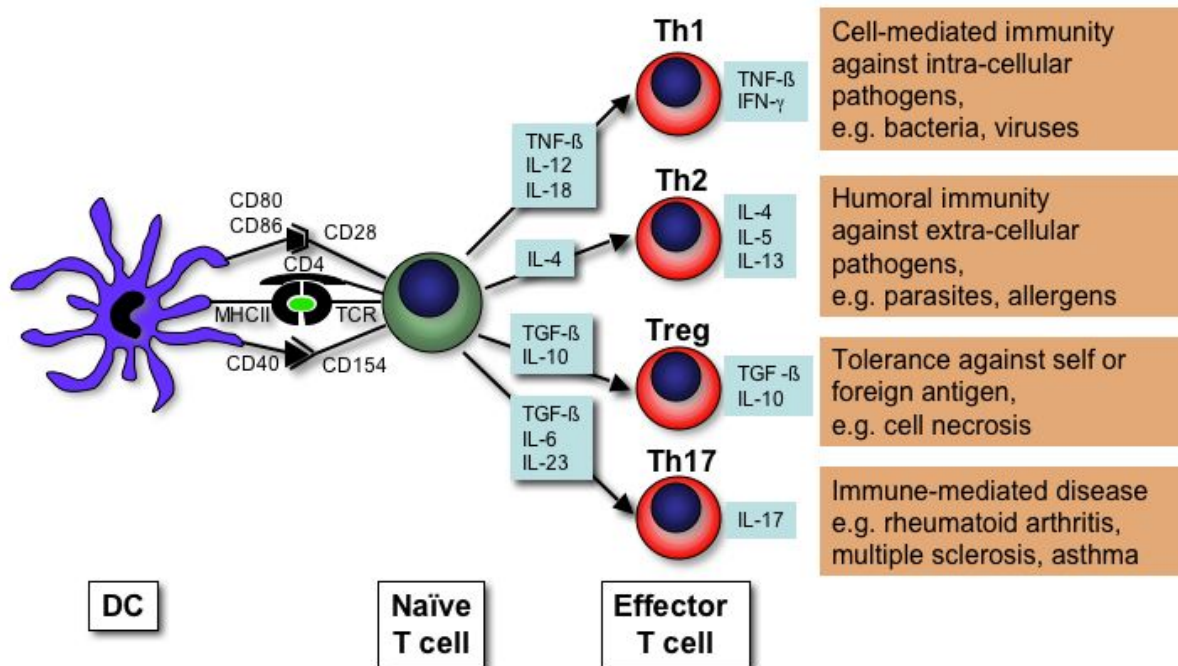 Th1
TNF-ß
IFN-γ
Cell-mediated immunity
against intra-cellular
pathogens,
e.g. bacteria, viruses
TNF-ß
IL-12
IL-18
Th2
IL-4
IL-5
IL-13
Humoral immunity
against extra-cellular
pathogens,
e.g. parasites, allergens
CD80
CD86
CD28
CD4
MHCII
TCR
CD40
CD154
IL-4
TGF-ß
IL-10
Treg
TGF -ß
IL-10
Tolerance against self or
foreign antigen,
e.g. cell necrosis
TGF-ß
IL-6
IL-23
Th17
IL-17
Immune-mediated disease
e.g. rheumatoid arthritis,
multiple sclerosis, asthma
DC
Naïve
T cell
Effector
T cell